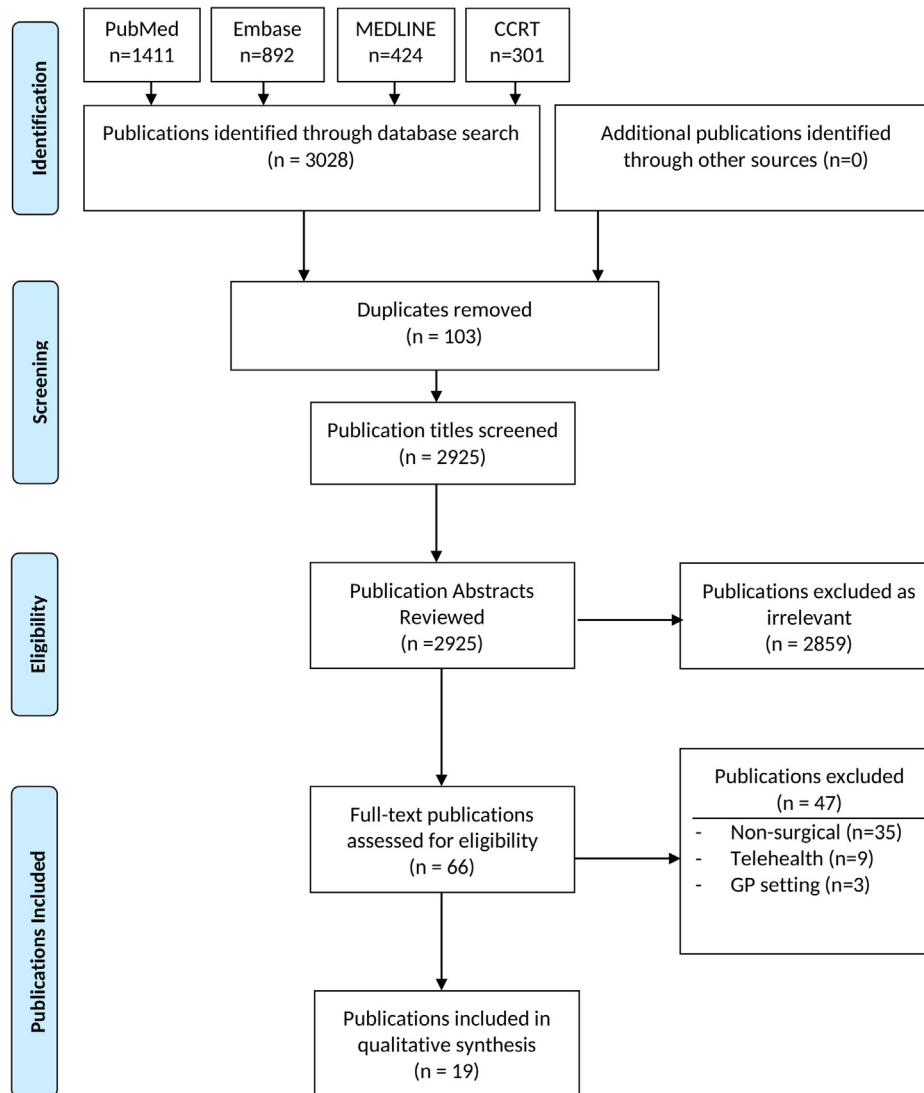 Identification
PubMed
n=1411
Embase
n=892
MEDLINE
n=424
CCRT
n=301
Publications identified through database search
(n = 3028)
Additional publications identified
through other sources (n=0)
Screening
Duplicates removed
(n = 103)
Publication titles screened
(n = 2925)
Eligibility
Publication Abstracts
Reviewed
(n =2925)
Publications excluded as
irrelevant
(n = 2859)
Publications Included
Full-text publications
assessed for eligibility
(n = 66)
Publications excluded
(n = 47)
- Non-surgical (n=35)
- Telehealth (n=9)
- GP setting (n=3)
Publications included in
qualitative synthesis
(n = 19)